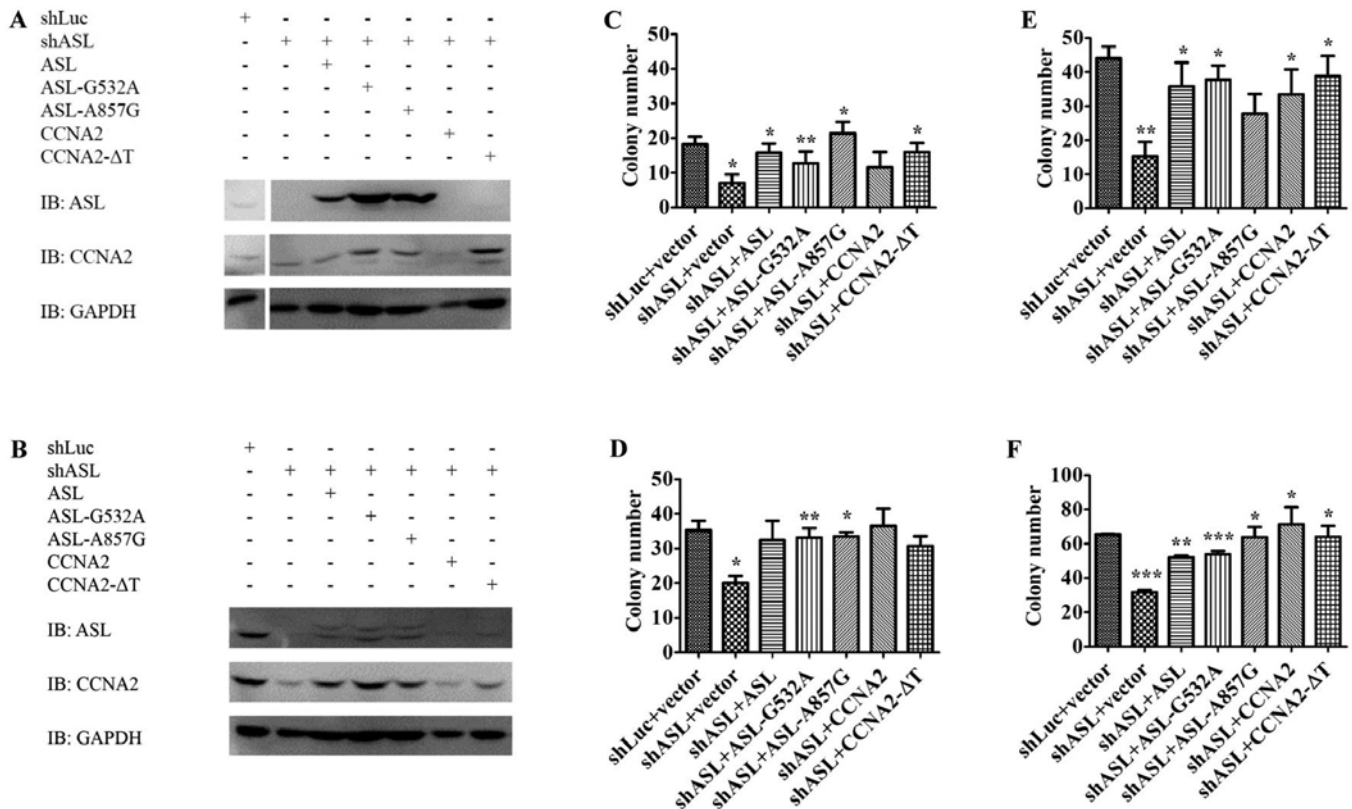 A
shLuc + - - - - - -
shASL - + + + + + +
ASL - - + - - - -
ASL-G532A - - - + - - -
ASL-A857G - - - - + - -
CCNA2 - - - - - + -
CCNA2-ΔT - - - - - - +
IB: ASL
IB: CCNA2
IB: GAPDH
B
shLuc + - - - - - -
shASL - + + + + + +
ASL - - + - - - -
ASL-G532A - - - + - - -
ASL-A857G - - - - + - -
CCNA2 - - - - - + -
CCNA2-ΔT - - - - - - +
IB: ASL
IB: CCNA2
IB: GAPDH
C
Colony number
50
40
30
20
10
0
* * ** * *
shLuc+vector
shASL+vector
shASL+ASL
shASL+ASL-G532A
shASL+ASL-A857G
shASL+CCNA2
shASL+CCNA2-ΔT
D
Colony number
50
40
30
20
10
0
* ** *
shLuc+vector
shASL+vector
shASL+ASL
shASL+ASL-G532A
shASL+ASL-A857G
shASL+CCNA2
shASL+CCNA2-ΔT
E
Colony number
50
40
30
20
10
0
** * * * *
shLuc+vector
shASL+vector
shASL+ASL
shASL+ASL-G532A
shASL+ASL-A857G
shASL+CCNA2
shASL+CCNA2-ΔT
F
Colony number
100
80
60
40
20
0
*** ** *** * * *
shLuc+vector
shASL+vector
shASL+ASL
shASL+ASL-G532A
shASL+ASL-A857G
shASL+CCNA2
shASL+CCNA2-ΔT